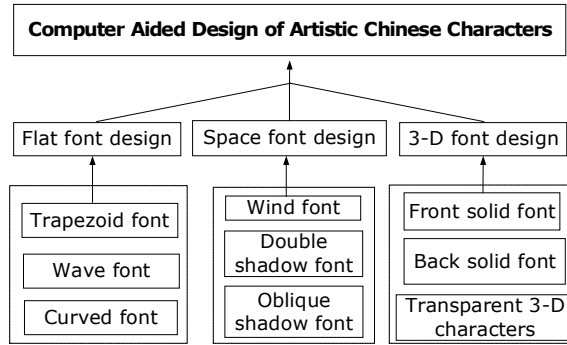 Computer Aided Design of Artistic Chinese Characters
Flat font design
Space font design
3-D font design
Trapezoid font
Wave font
Curved font
Wind font
Double
shadow font
Oblique
shadow font
Front solid font
Back solid font
Transparent 3-D
characters